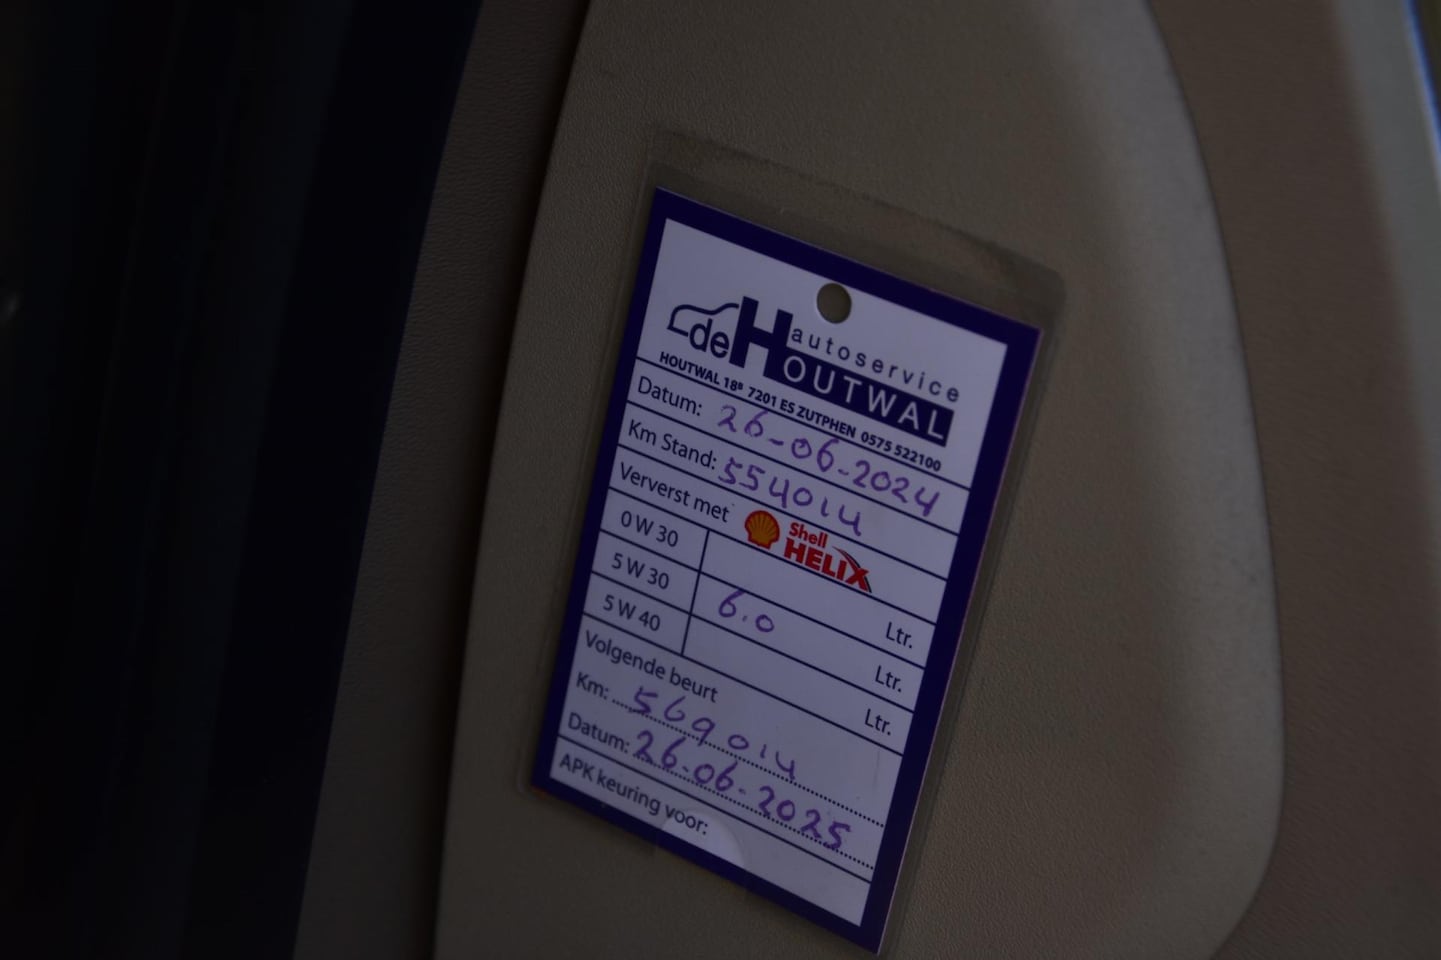 de Houtwal autoservice
HOUTWAL 18B 7201 ES ZUTPHEN 0575 522100
Datum: 26-06-2024
Km Stand: 554014
Ververst met Shell HELIX
0 W 30 Ltr.
5 W 30 6.0 Ltr.
5 W 40 Ltr.
Volgende beurt
Km: 569014
Datum: 26-06-2025
APK keuring voor: